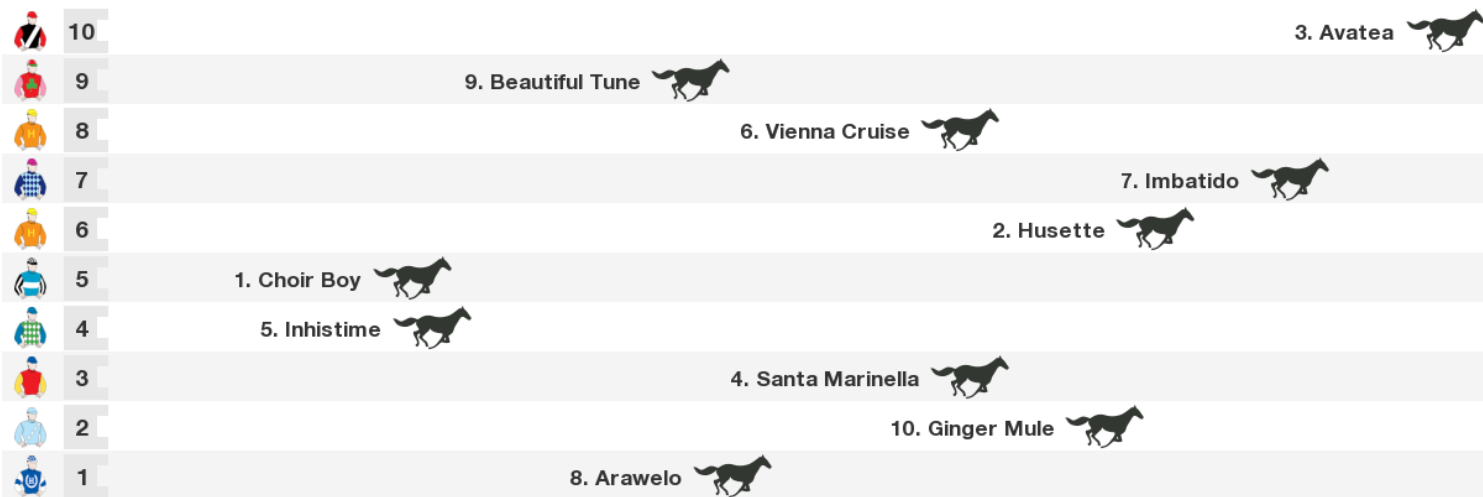 10 3. Avatea
9 9. Beautiful Tune
8 6. Vienna Cruise
7 7. Imbatido
6 2. Husette
5 1. Choir Boy
4 5. Inhistime
3 4. Santa Marinella
2 10. Ginger Mule
1 8. Arawelo